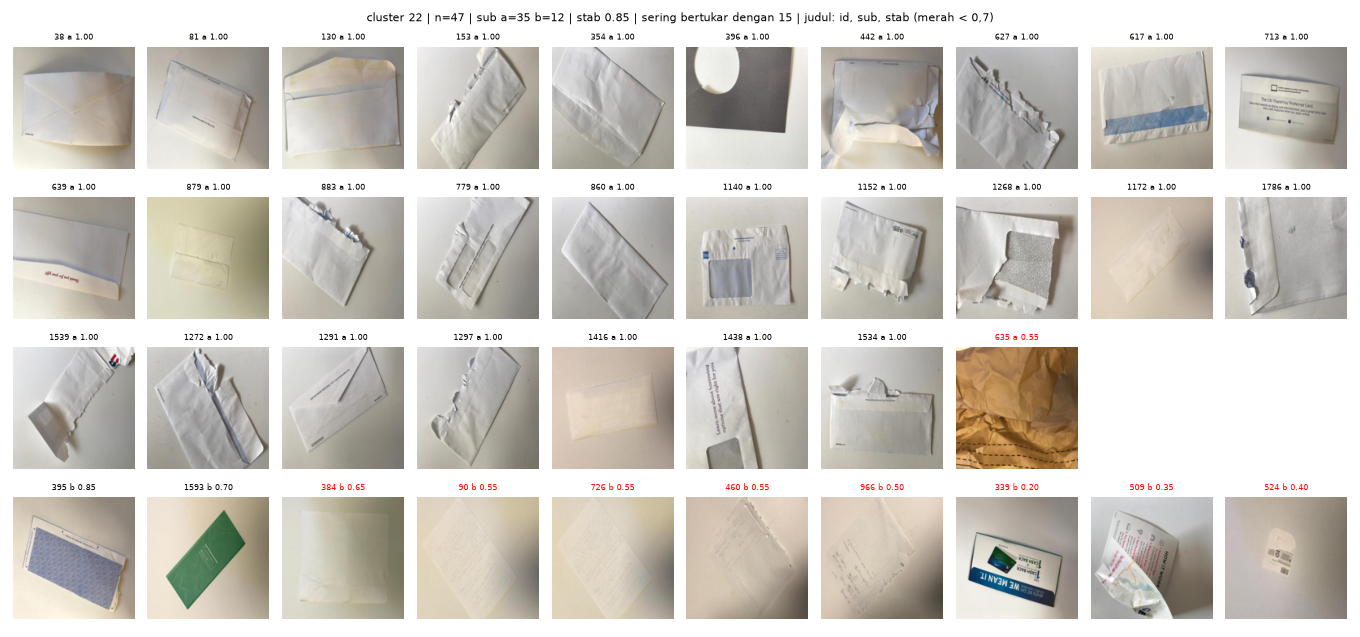 cluster 22 | n=47 | sub a=35 b=12 | stab 0.85 | sering bertukar dengan 15 | judul: id, sub, stab (merah < 0,7)
38 a 1.00
81 a 1.00
130 a 1.00
153 a 1.00
354 a 1.00
396 a 1.00
442 a 1.00
627 a 1.00
617 a 1.00
713 a 1.00
639 a 1.00
879 a 1.00
883 a 1.00
779 a 1.00
860 a 1.00
1140 a 1.00
1152 a 1.00
1268 a 1.00
1172 a 1.00
1786 a 1.00
1539 a 1.00
1272 a 1.00
1291 a 1.00
1297 a 1.00
1416 a 1.00
1438 a 1.00
1534 a 1.00
635 a 0.55
395 b 0.85
1593 b 0.70
384 b 0.65
90 b 0.55
726 b 0.55
460 b 0.55
966 b 0.50
339 b 0.20
WE MEAN IT.
509 b 0.35
524 b 0.40